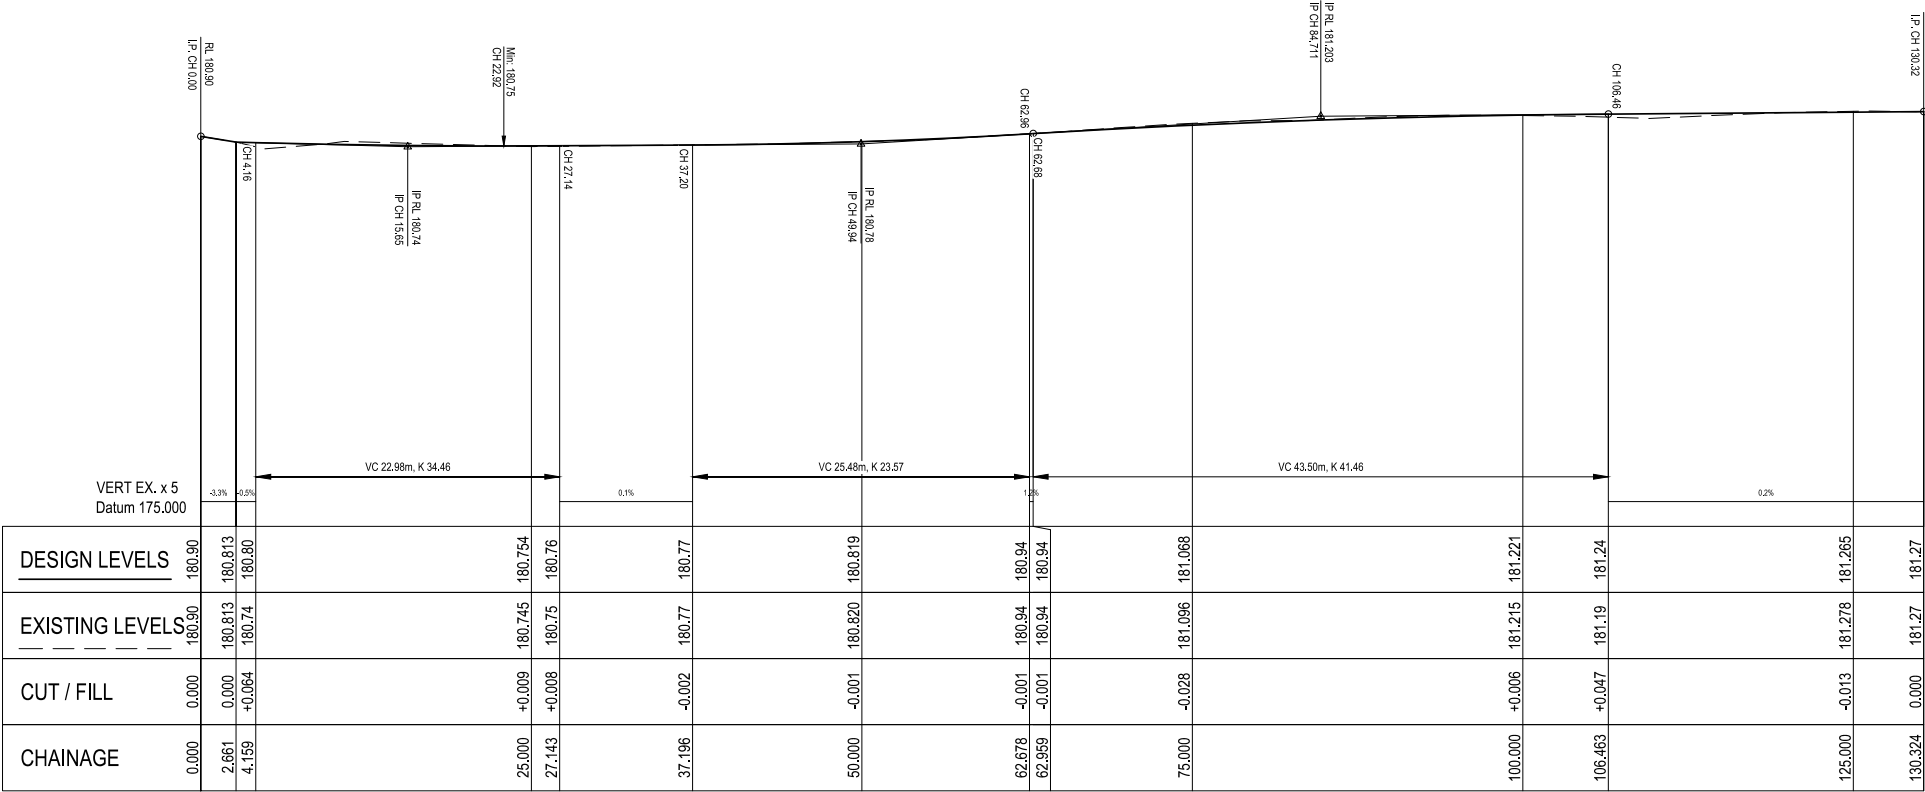 RL 180.90
I.P. CH 0.00
CH 4.16
IP RL 180.74
IP CH 15.65
Min: 180.75
CH 22.92
CH 27.14
CH 37.20
IP RL 180.78
IP CH 49.94
CH 62.96
CH 62.68
IP RL 181.203
IP CH 84.711
CH 106.46
I.P. CH 130.32
VC 22.98m, K 34.46
VC 25.48m, K 23.57
VC 43.50m, K 41.46
VERT EX. x 5
Datum 175.000
-3.3%
-0.5%
0.1%
0.2%
DESIGN LEVELS 180.90 180.813 180.80 180.754 180.76 180.77 180.819 180.94 180.94 181.068 181.221 181.24 181.265 181.27
EXISTING LEVELS 180.90 180.813 180.74 180.745 180.75 180.77 180.820 180.94 180.94 181.096 181.215 181.19 181.278 181.27
CUT / FILL 0.000 0.000 +0.064 +0.009 +0.008 -0.002 -0.001 -0.001 -0.001 -0.028 +0.006 +0.047 -0.013 0.000
CHAINAGE 0.000 2.661 4.159 25.000 27.143 37.196 50.000 62.678 62.959 75.000 100.000 106.463 125.000 130.324